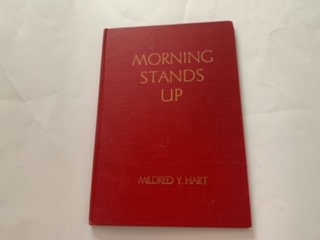 MORNING
STANDS
UP
MILDRED Y. HART